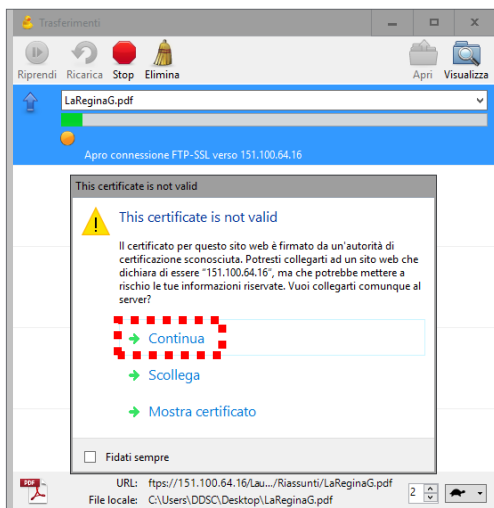 Trasferimenti
Riprendi Ricarica Stop Elimina Apri Visualizza
LaReginaG.pdf
Apro connessione FTP-SSL verso 151.100.64.16
This certificate is not valid
This certificate is not valid
Il certificato per questo sito web è firmato da un'autorità di
certificazione sconosciuta. Potresti collegarti ad un sito web che
dichiara di essere "151.100.64.16", ma che potrebbe mettere a
rischio le tue informazioni riservate. Vuoi collegarti comunque al
server?
Continua
Scollega
Mostra certificato
Fidati sempre
PDF
URL: ftps://151.100.64.16/Lau.../Riassunti/LaReginaG.pdf
File locale: C:\Users\DDSC\Desktop\LaReginaG.pdf
2